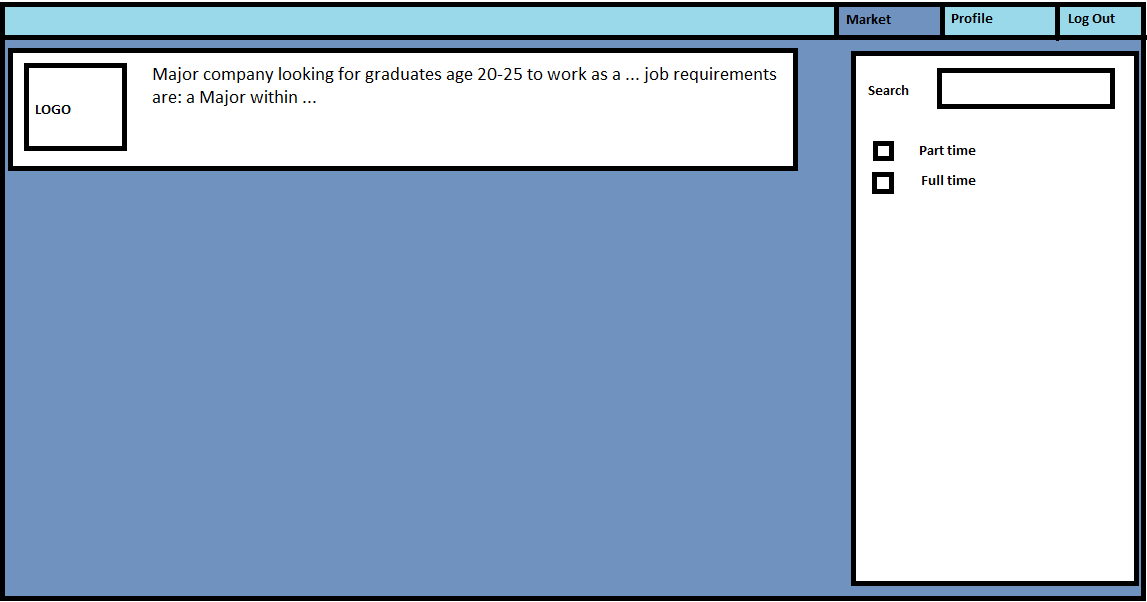 Market
Profile
Log Out
LOGO
Major company looking for graduates age 20-25 to work as a ... job requirements
are: a Major within ...
Search
Part time
Full time